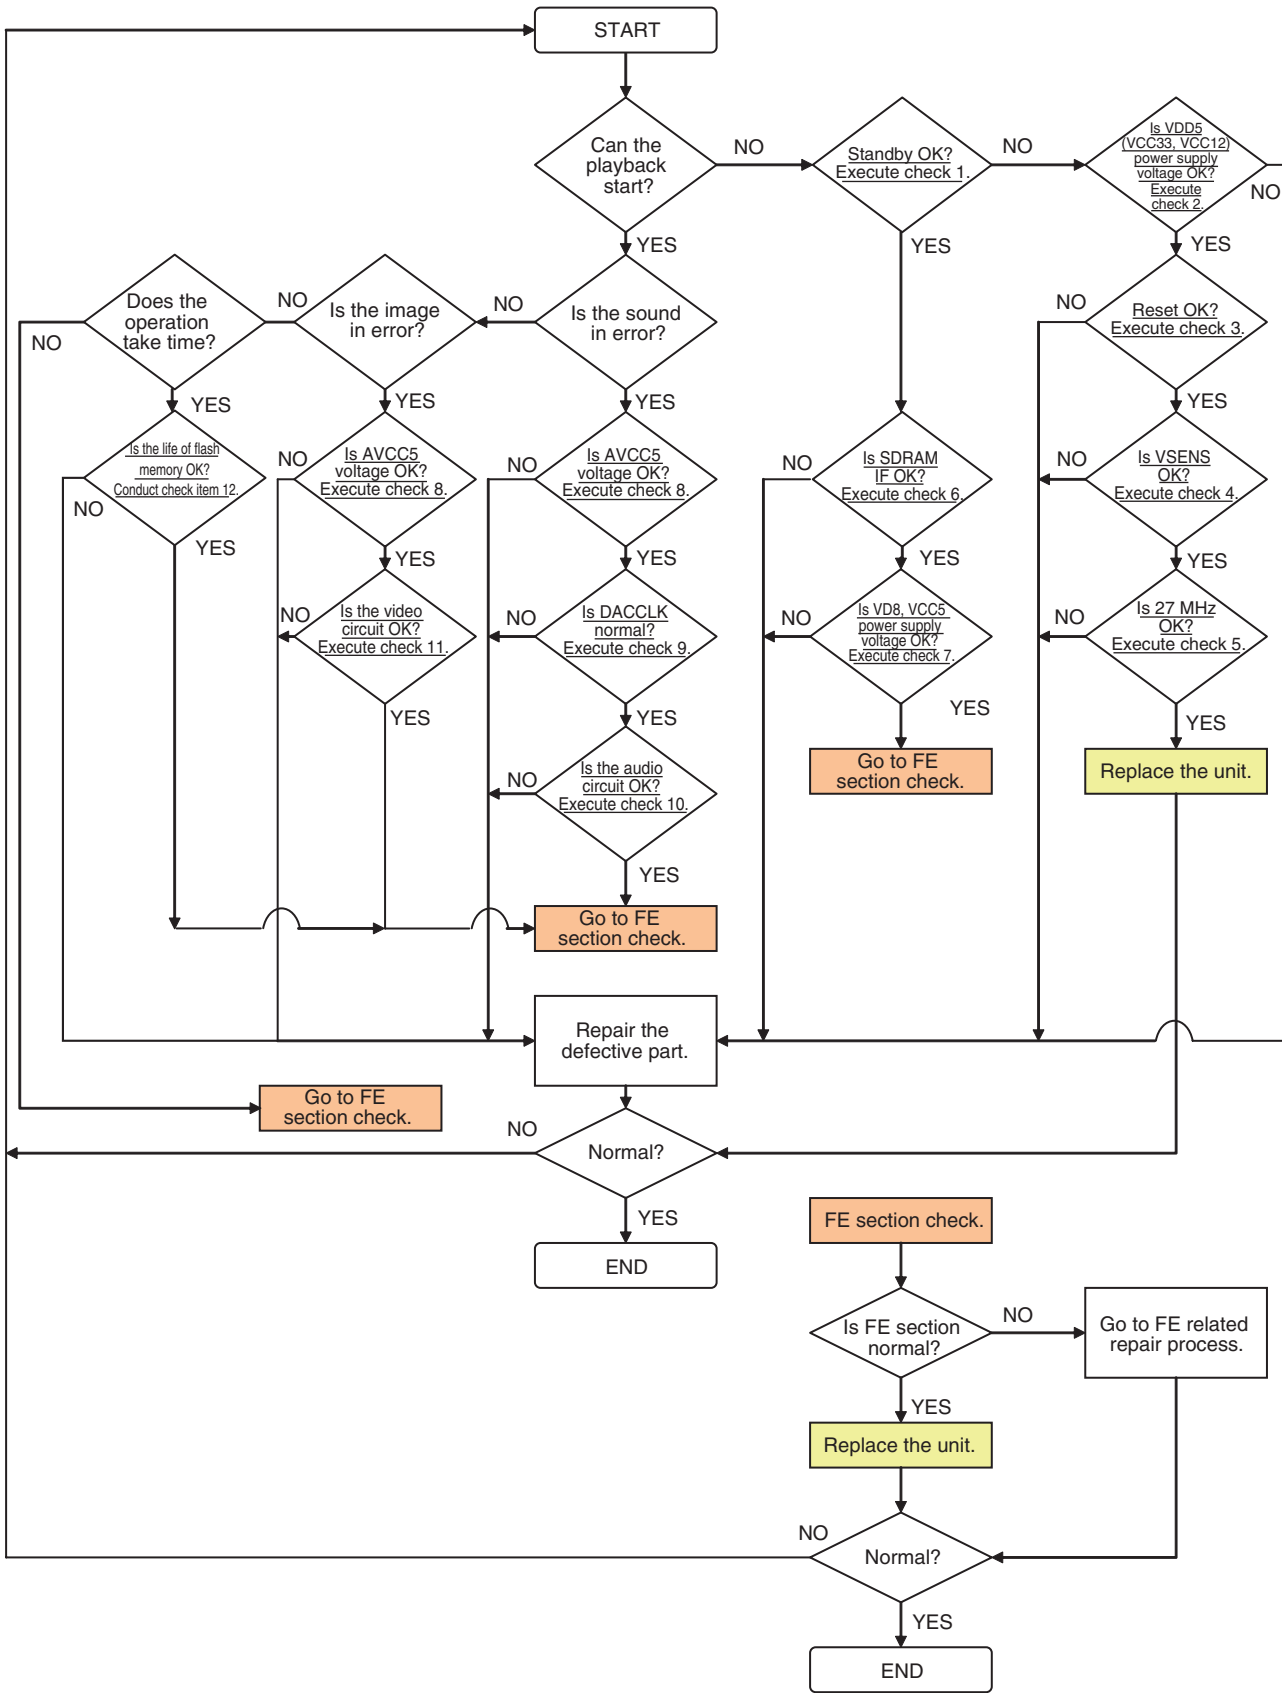 START
Can the
playback
start?
NO
Standby OK?
Execute check 1.
NO
Is VDD5
(VCC33, VCC12)
power supply
voltage OK?
Execute
check 2.
NO
YES
YES
YES
Does the
operation
take time?
NO
NO
Is the image
in error?
NO
Is the sound
in error?
NO
Reset OK?
Execute check 3.
YES
YES
YES
YES
Is the life of flash
memory OK?
Conduct check item 12.
NO
YES
NO
Is AVCC5
voltage OK?
Execute check 8.
YES
NO
Is AVCC5
voltage OK?
Execute check 8.
YES
NO
Is SDRAM
IF OK?
Execute check 6.
YES
NO
Is VSENS
OK?
Execute check 4.
YES
NO
Is the video
circuit OK?
Execute check 11.
YES
NO
Is DACCLK
normal?
Execute check 9.
YES
NO
Is VD8, VCC5
power supply
voltage OK?
Execute check 7.
YES
NO
Is 27 MHz
OK?
Execute check 5.
YES
NO
Is the audio
circuit OK?
Execute check 10.
YES
Go to FE
section check.
Replace the unit.
Go to FE
section check.
Repair the
defective part.
Go to FE
section check.
NO
Normal?
YES
END
FE section check.
Is FE section
normal?
NO
Go to FE related
repair process.
YES
Replace the unit.
NO
Normal?
YES
END